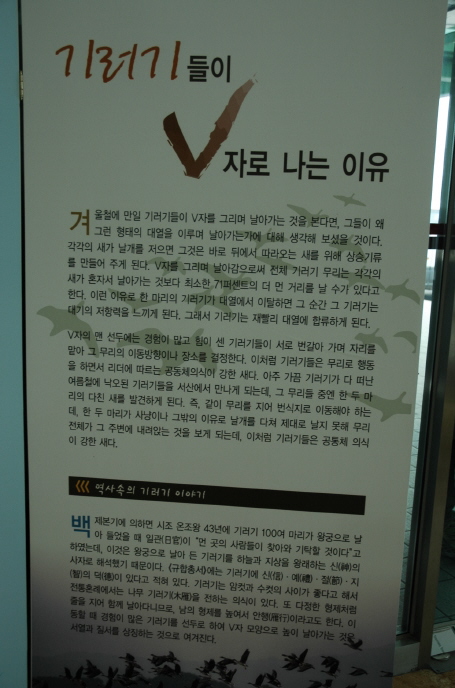 기러기들이
V자로 나는 이유
겨울철에 만일 기러기들이 V자를 그리며 날아가는 것을 본다면, 그들이 왜
그런 형태의 대열을 이루며 날아가는가에 대해 생각해 보셨을 것이다.
각각의 새가 날개를 저으면 그것은 바로 뒤에서 따라오는 새를 위해 상승기류
를 만들어 주게 된다. V자를 그리며 날아감으로써 전체 기러기 무리는 각각의
새가 혼자서 날아가는 것보다 최소한 71퍼센트의 더 먼 거리를 날 수가 있다고
한다. 이런 이유로 한 마리의 기러기가 대열에서 이탈하면 그 순간 그 기러기는
대기의 저항력을 느끼게 된다. 그래서 기러기는 재빨리 대열에 합류하게 된다.
V자의 맨 선두에는 경험이 많고 힘이 센 기러기들이 서로 번갈아 가며 자리를
맡아 그 무리의 이동방향이나 장소를 결정한다. 이처럼 기러기들은 무리로 행동
을 하면서 리더에 따르는 공동체의식이 강한 새다. 아주 가끔 기러기가 다 떠난
여름철에 낙오된 기러기들을 서산에서 만나게 되는데, 그 무리들 중엔 한 두 마
리의 다친 새를 발견하게 된다. 즉, 같이 무리를 지어 번식지로 이동해야 하는
데, 한 두 마리가 사냥이나 그밖의 이유로 날개를 다쳐 제대로 날지 못해 무리
전체가 그 주변에 내려앉는 것을 보게 되는데, 이처럼 기러기들은 공통체 의식
이 강한 새다.
역사속의 기러기 이야기
백제본기에 의하면 시조 온조왕 43년에 기러기 100여 마리가 왕궁으로 날
아 들었을 때 일관(日官)이 "먼 곳의 사람들이 찾아와 기탁할 것이다"고
하였는데, 이것은 왕궁으로 날아 든 기러기를 하늘과 지상을 왕래하는 신(神)의
사자로 해석했기 때문이다. (규합총서)에는 기러기에 신(信)·예(禮)·절(節)·지
(智)의 덕(德)이 있다고 적혀 있다. 기러기는 암컷과 수컷의 사이가 좋다고 해서
전통혼례에서는 나무 기러기(木雁)을 전하는 의식이 있다. 또 다정한 형제처럼
줄을 지어 함께 날아다니므로, 남의 형제를 높여서 안항(雁行)이라고도 한다. 이
동할 때 경험이 많은 기러기를 선두로 하여 V자 모양으로 높이 날아가는 것은
서열과 질서를 상징하는 것으로 여겨진다.